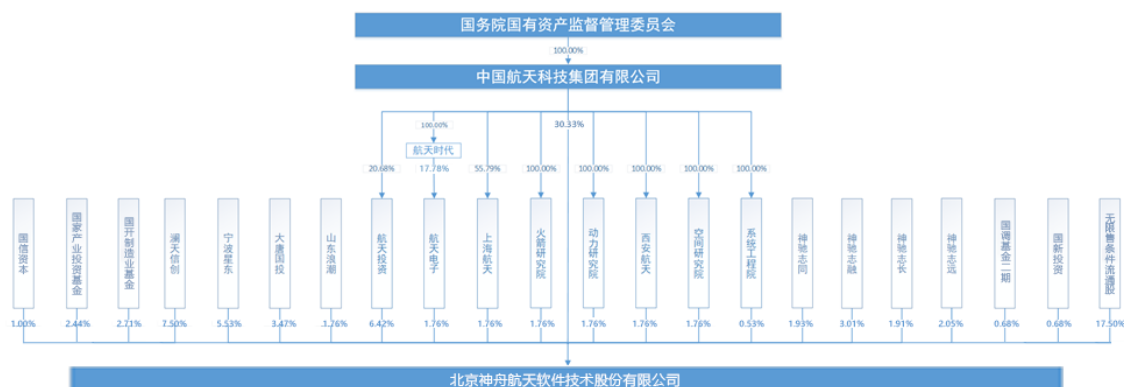 国务院国有资产监督管理委员会
100.00%
中国航天科技集团有限公司
30.33%
100.00%
航天时代
20.68%
17.78%
55.79%
100.00%
100.00%
100.00%
100.00%
100.00%
国信资本
国家产业投资基金
国开制造业基金
澜天信创
宁波星东
大唐国投
山东浪潮
航天投资
航天电子
上海航天
火箭研究院
动力研究院
西安航天
空间研究院
系统工程院
神驰志同
神驰志融
神驰志长
神驰志远
国调基金二期
国新投资
无限售条件流通股
1.00%
2.44%
2.71%
7.50%
5.53%
3.47%
1.76%
6.42%
1.76%
1.76%
1.76%
1.76%
1.76%
1.76%
0.53%
1.93%
3.01%
1.91%
2.05%
0.68%
0.68%
17.50%
北京神舟航天软件技术股份有限公司